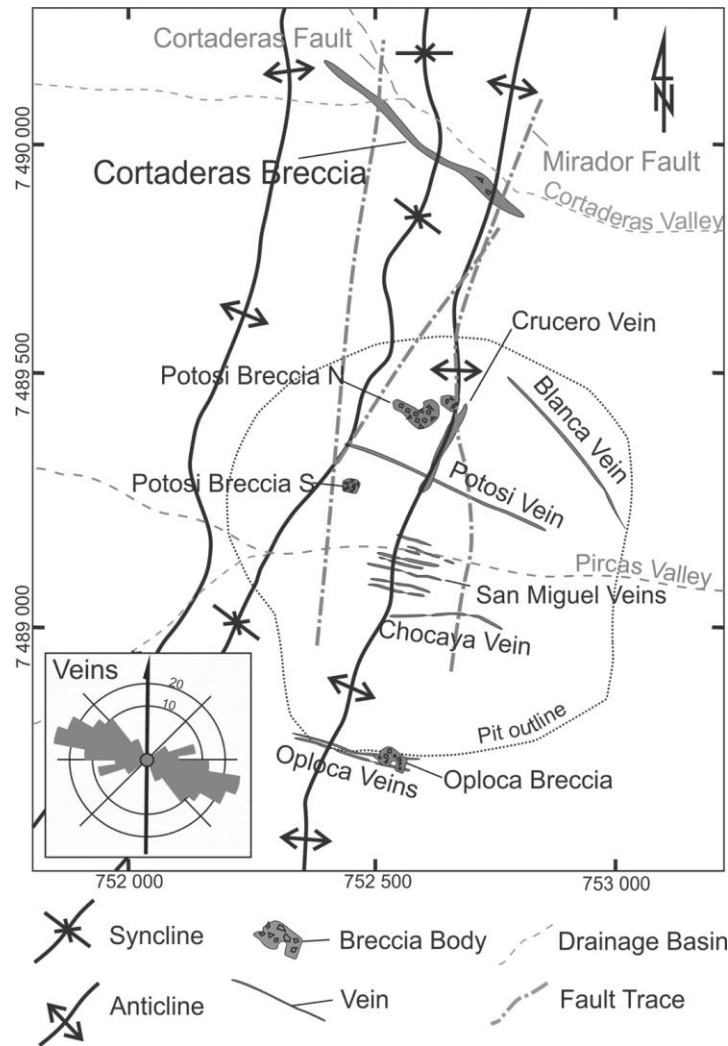 Cortaderas
Fault
Cortaderas Breccia
Mirador Fault
Cortaderas Valley
N
7 490 000
7 489 500
7 489 000
Crucero Vein
Potosi Breccia N
Blanca Vein
Potosi Breccia S
Potosi Vein
Pircas Valley
San Miguel Veins
Chocaya Vein
Veins
20
10
Pit outline
Oploca Veins
Oploca Breccia
752 000
752 500
753 000
Syncline
Breccia Body
Drainage Basin
Anticline
Vein
Fault Trace